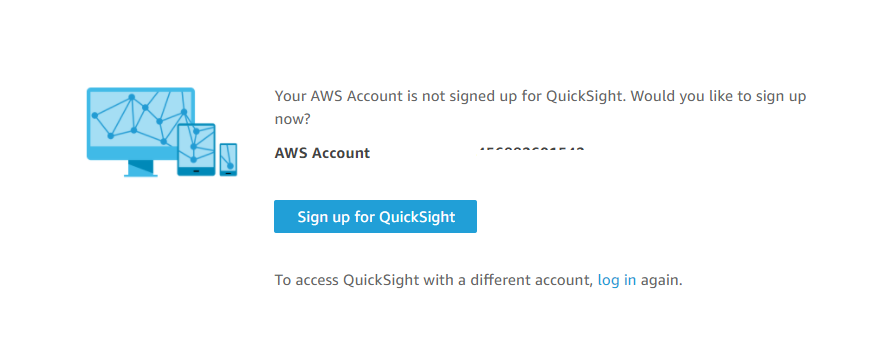 Your AWS Account is not signed up for QuickSight. Would you like to sign up
now?
AWS Account
Sign up for QuickSight
To access QuickSight with a different account, log in again.